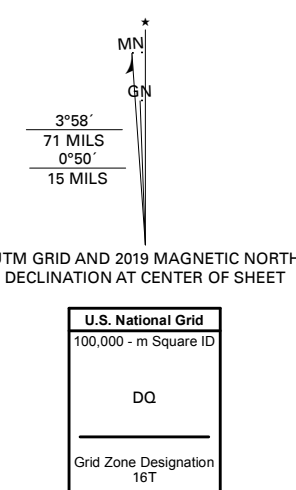 ★
MN
GN
3°58´
71 MILS
0°50´
15 MILS
UTM GRID AND 2019 MAGNETIC NORTH
DECLINATION AT CENTER OF SHEET
U.S. National Grid
100,000 - m Square ID
DQ
Grid Zone Designation
16T